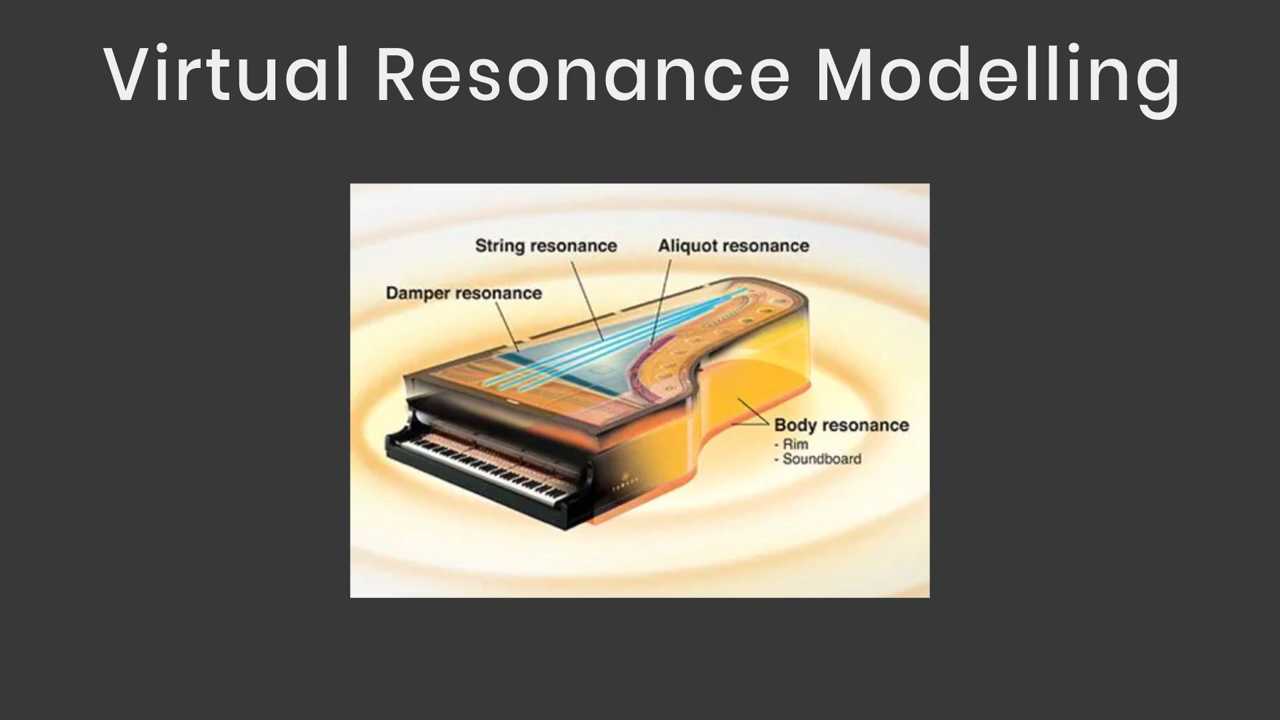 Virtual Resonance Modelling
String resonance
Aliquot resonance
Damper resonance
Body resonance
- Rim
- Soundboard